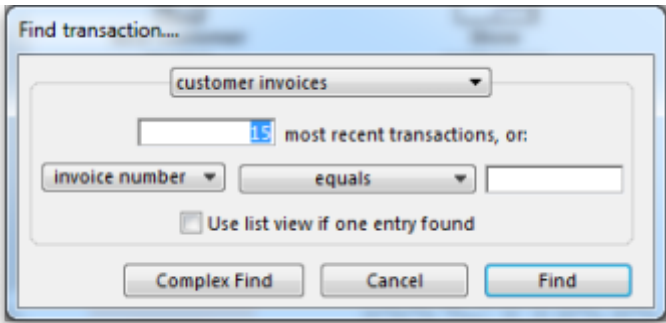 Find transaction....
customer invoices
15 most recent transactions, or:
invoice number equals
Use list view if one entry found
Complex Find Cancel Find